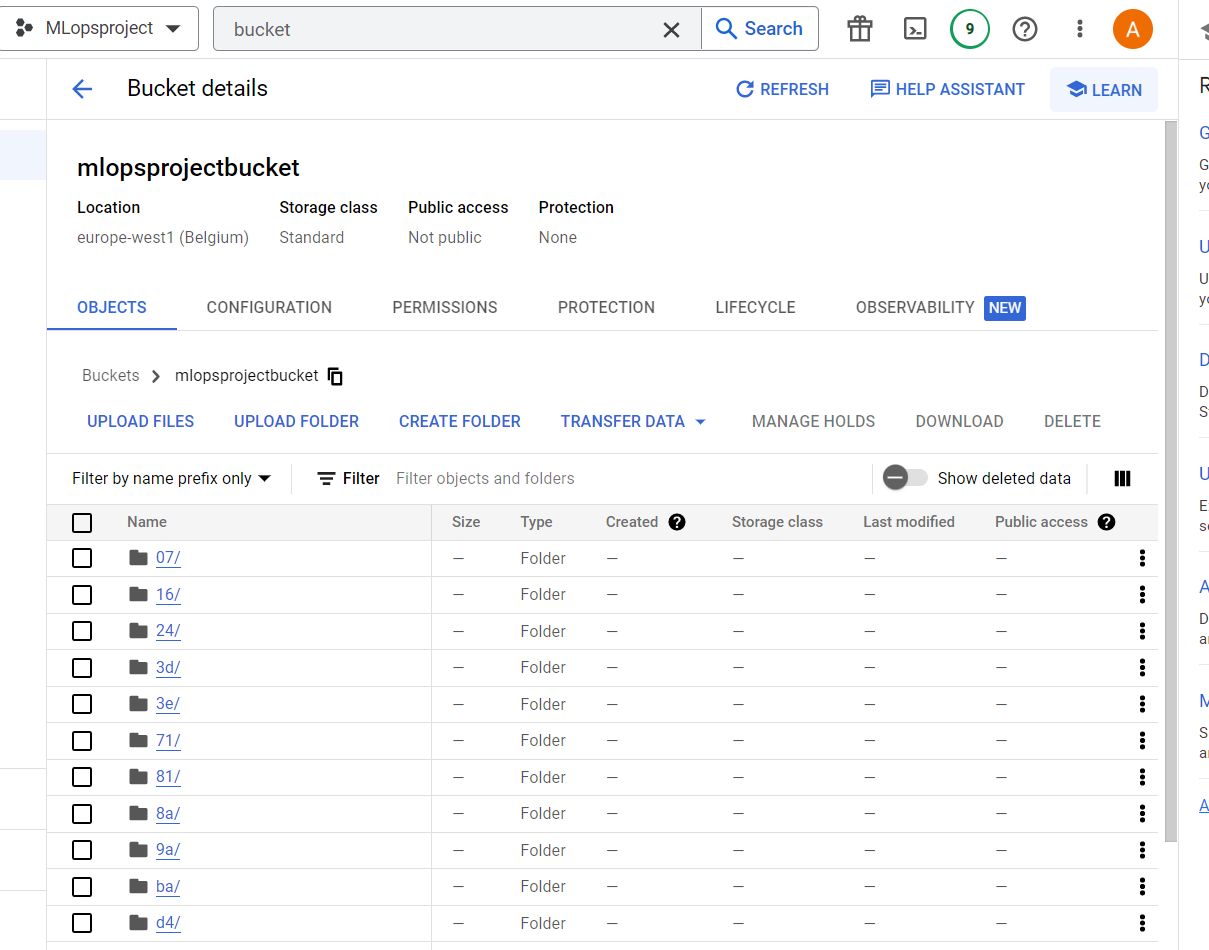 MLopsproject bucket Search 9 A
Bucket details REFRESH HELP ASSISTANT LEARN
mlopsprojectbucket
Location Storage class Public access Protection
europe-west1 (Belgium) Standard Not public None
OBJECTS CONFIGURATION PERMISSIONS PROTECTION LIFECYCLE OBSERVABILITY NEW
Buckets mlopsprojectbucket
UPLOAD FILES UPLOAD FOLDER CREATE FOLDER TRANSFER DATA MANAGE HOLDS DOWNLOAD DELETE
Filter by name prefix only Filter Filter objects and folders Show deleted data
Name Size Type Created Storage class Last modified Public access
07/ — Folder — — — —
16/ — Folder — — — —
24/ — Folder — — — —
3d/ — Folder — — — —
3e/ — Folder — — — —
71/ — Folder — — — —
81/ — Folder — — — —
8a/ — Folder — — — —
9a/ — Folder — — — —
ba/ — Folder — — — —
d4/ — Folder — — — —